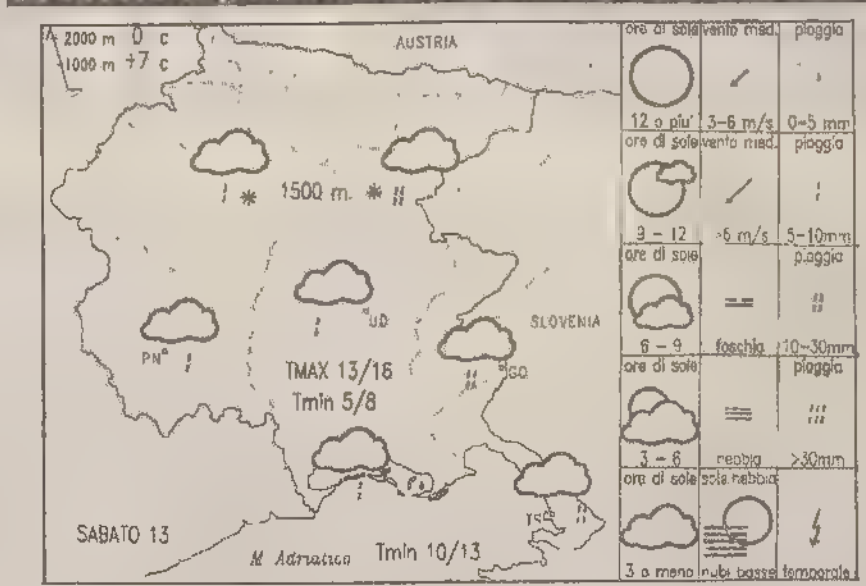 2000 m 0 c
1000 m +7 c
AUSTRIA
1500 m.
UD
SLOVENIA
PN
GO
TMAX 13/16
Tmin 5/8
TS
SABATO 13
M. Adriatico
Tmin 10/13
ore di sole vento med. pioggia
12 o piu' 3-6 m/s 0-5 mm
ore di sole vento med. pioggia
9 - 12 >6 m/s 5-10mm
ore di sole pioggia
6 - 9 foschia 10-30mm
ore di sole pioggia
3 - 6 nebbia >30mm
ore di sole sole nebbia
3 o meno nubi basse temporale